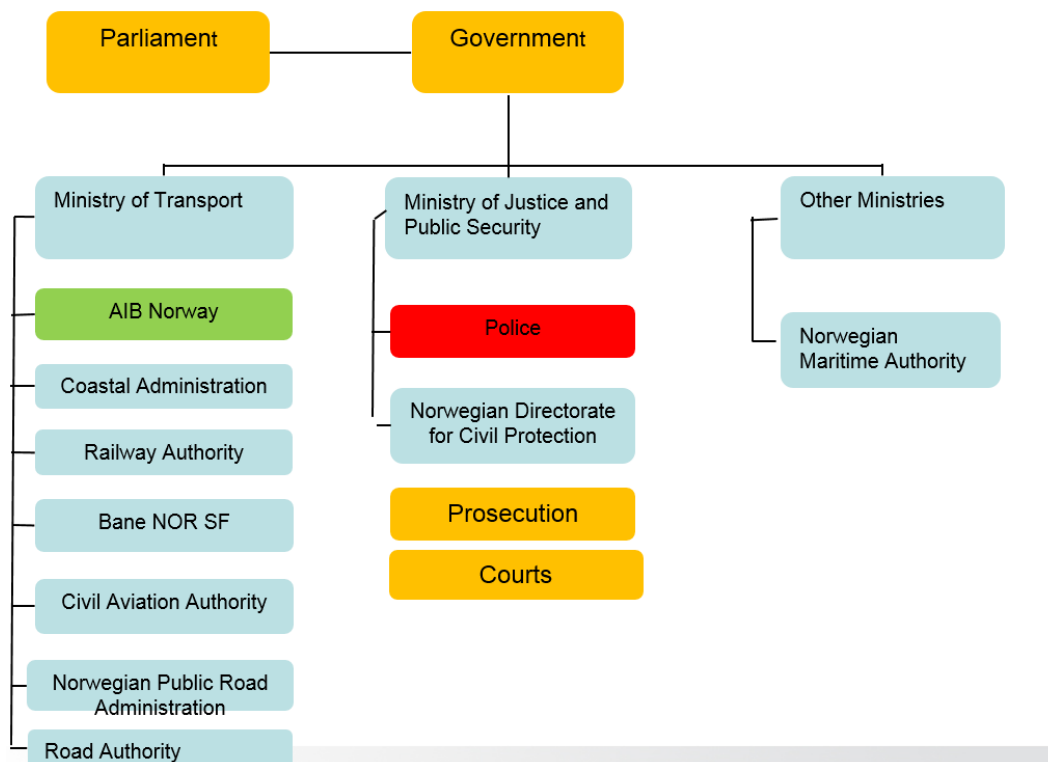 Parliament
Government
Ministry of Transport
Ministry of Justice and
Public Security
Other Ministries
AIB Norway
Police
Norwegian
Maritime Authority
Coastal Administration
Norwegian Directorate
for Civil Protection
Railway Authority
Bane NOR SF
Prosecution
Courts
Civil Aviation Authority
Norwegian Public Road
Administration
Road Authority